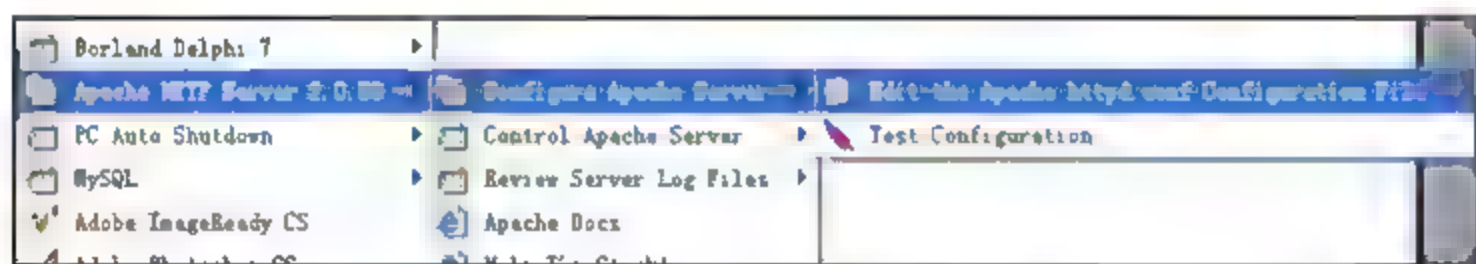 Borland Delphi 7
Apache HTTP Server 2.0
Configure Apache Server
Edit the Apache httpd.conf Configuration File
PC Auto Shutdown
Control Apache Server
Test Configuration
MySQL
Review Server Log Files
Adobe ImageReady CS
Apache Docs